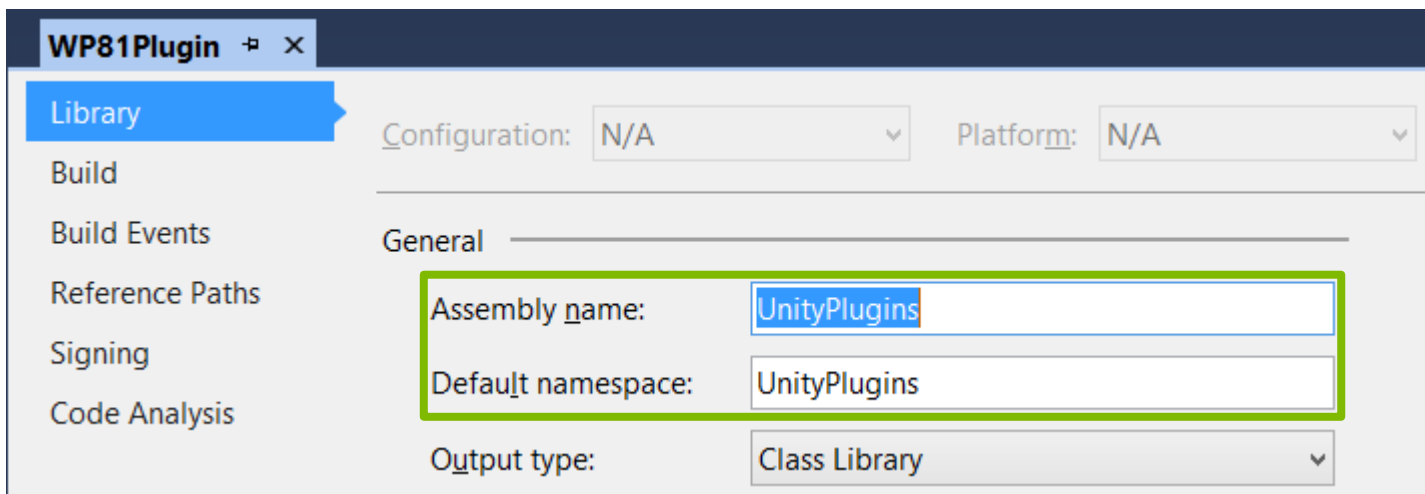 WP81Plugin
Library
Configuration: N/A Platform: N/A
Build
Build Events
General
Reference Paths
Assembly name: UnityPlugins
Signing
Default namespace: UnityPlugins
Code Analysis
Output type: Class Library